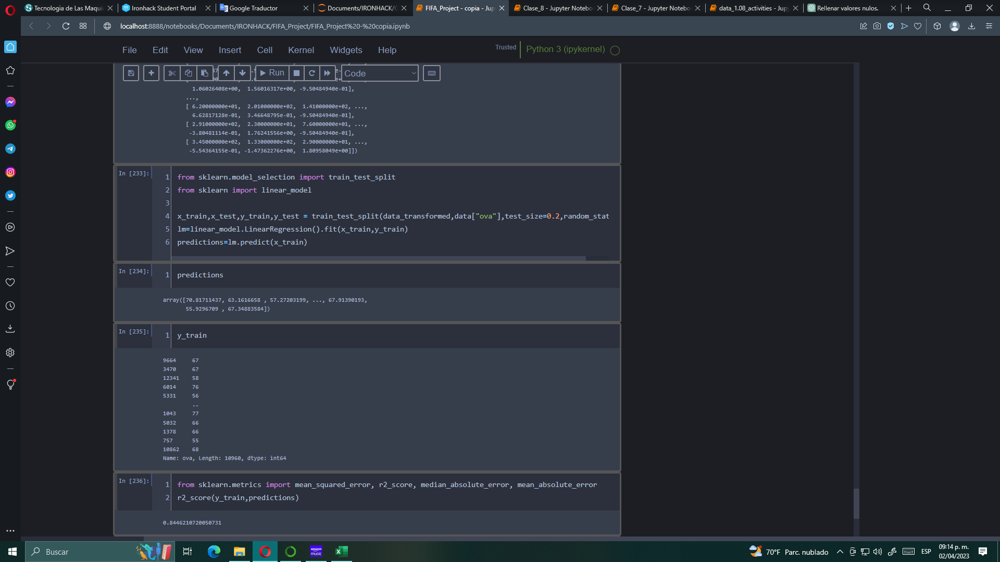 Tecnologia de Las Maqui
Ironhack Student Portal
Google Traductor
Documents/IRONHACK/C
FIFA_Project - copia - Jup
Clase_8 - Jupyter Notebo
Clase_7 - Jupyter Notebo
data_1.08_activities - Jup
Rellenar valores nulos.
localhost:8888/notebooks/Documents/IRONHACK/FIFA_Project/FIFA_Project%20-%20copia.ipynb
File Edit View Insert Cell Kernel Widgets Help
Trusted
Python 3 (ipykernel)
Run
Code
1.06026408e+00, 1.56016317e+00, -9.50484940e-01],
...,
[ 6.20000000e+01, 2.01000000e+02, 1.41000000e+02, ...,
6.62817128e-01, 3.46648795e-01, -9.50484940e-01],
[ 2.91000000e+02, 2.30000000e+01, 7.60000000e+01, ...,
-3.80481114e-01, 1.76241556e+00, -9.50484940e-01],
[ 3.45000000e+02, 1.33000000e+02, 2.90000000e+01, ...,
-5.54364155e-01, -1.47362276e+00, 1.80958049e+00]])
In [233]:
1 from sklearn.model_selection import train_test_split
2 from sklearn import linear_model
3
4 x_train,x_test,y_train,y_test = train_test_split(data_transformed,data["ova"],test_size=0.2,random_stat
5 lm=linear_model.LinearRegression().fit(x_train,y_train)
6 predictions=lm.predict(x_train)
In [234]:
1 predictions
array([70.81711437, 63.1616658 , 57.27203199, ..., 67.91390193,
55.9296709 , 67.34883584])
In [235]:
1 y_train
9664 67
3470 67
12341 58
6014 76
5331 56
..
1043 77
5032 66
1378 66
757 55
10862 68
Name: ova, Length: 10960, dtype: int64
In [236]:
1 from sklearn.metrics import mean_squared_error, r2_score, median_absolute_error, mean_absolute_error
2 r2_score(y_train,predictions)
0.8446210720050731
Buscar
amazon music
70°F Parc. nublado
ESP
09:14 p. m.
02/04/2023